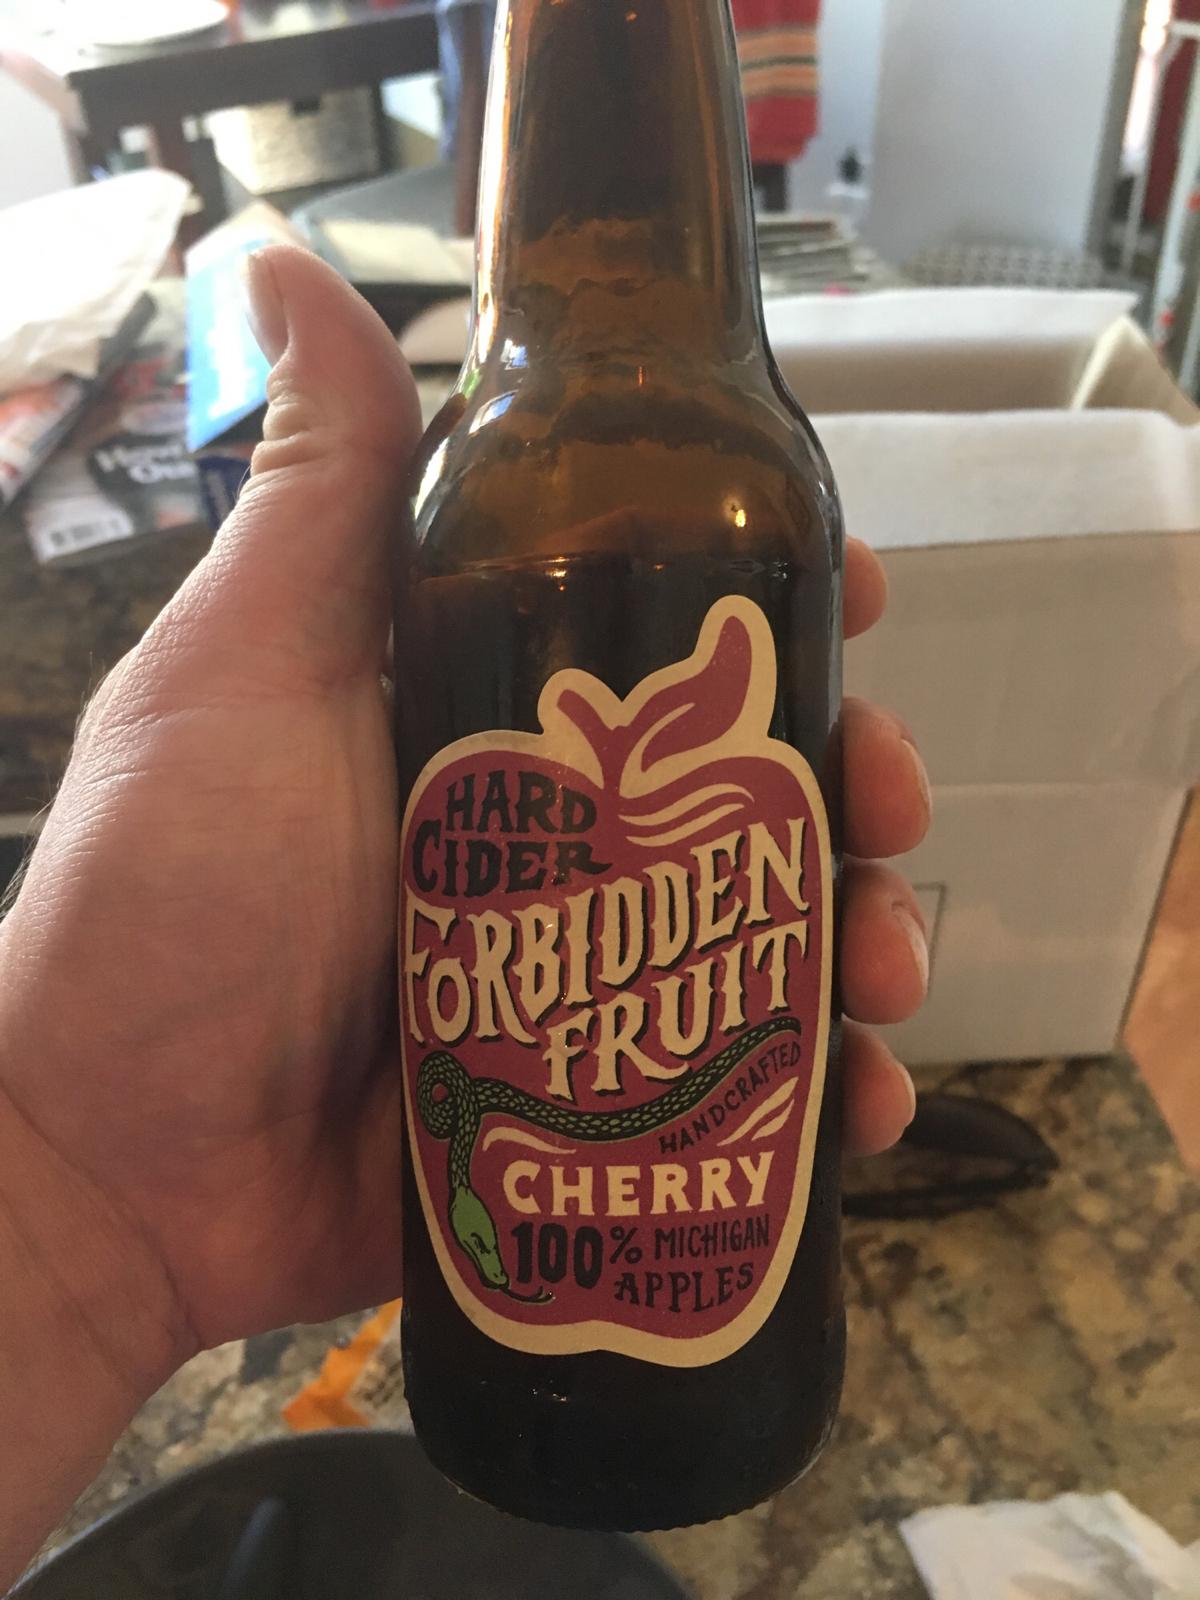 HARD
CIDER
FORBIDDEN
FRUIT
HANDCRAFTED
CHERRY
100% MICHIGAN
APPLES